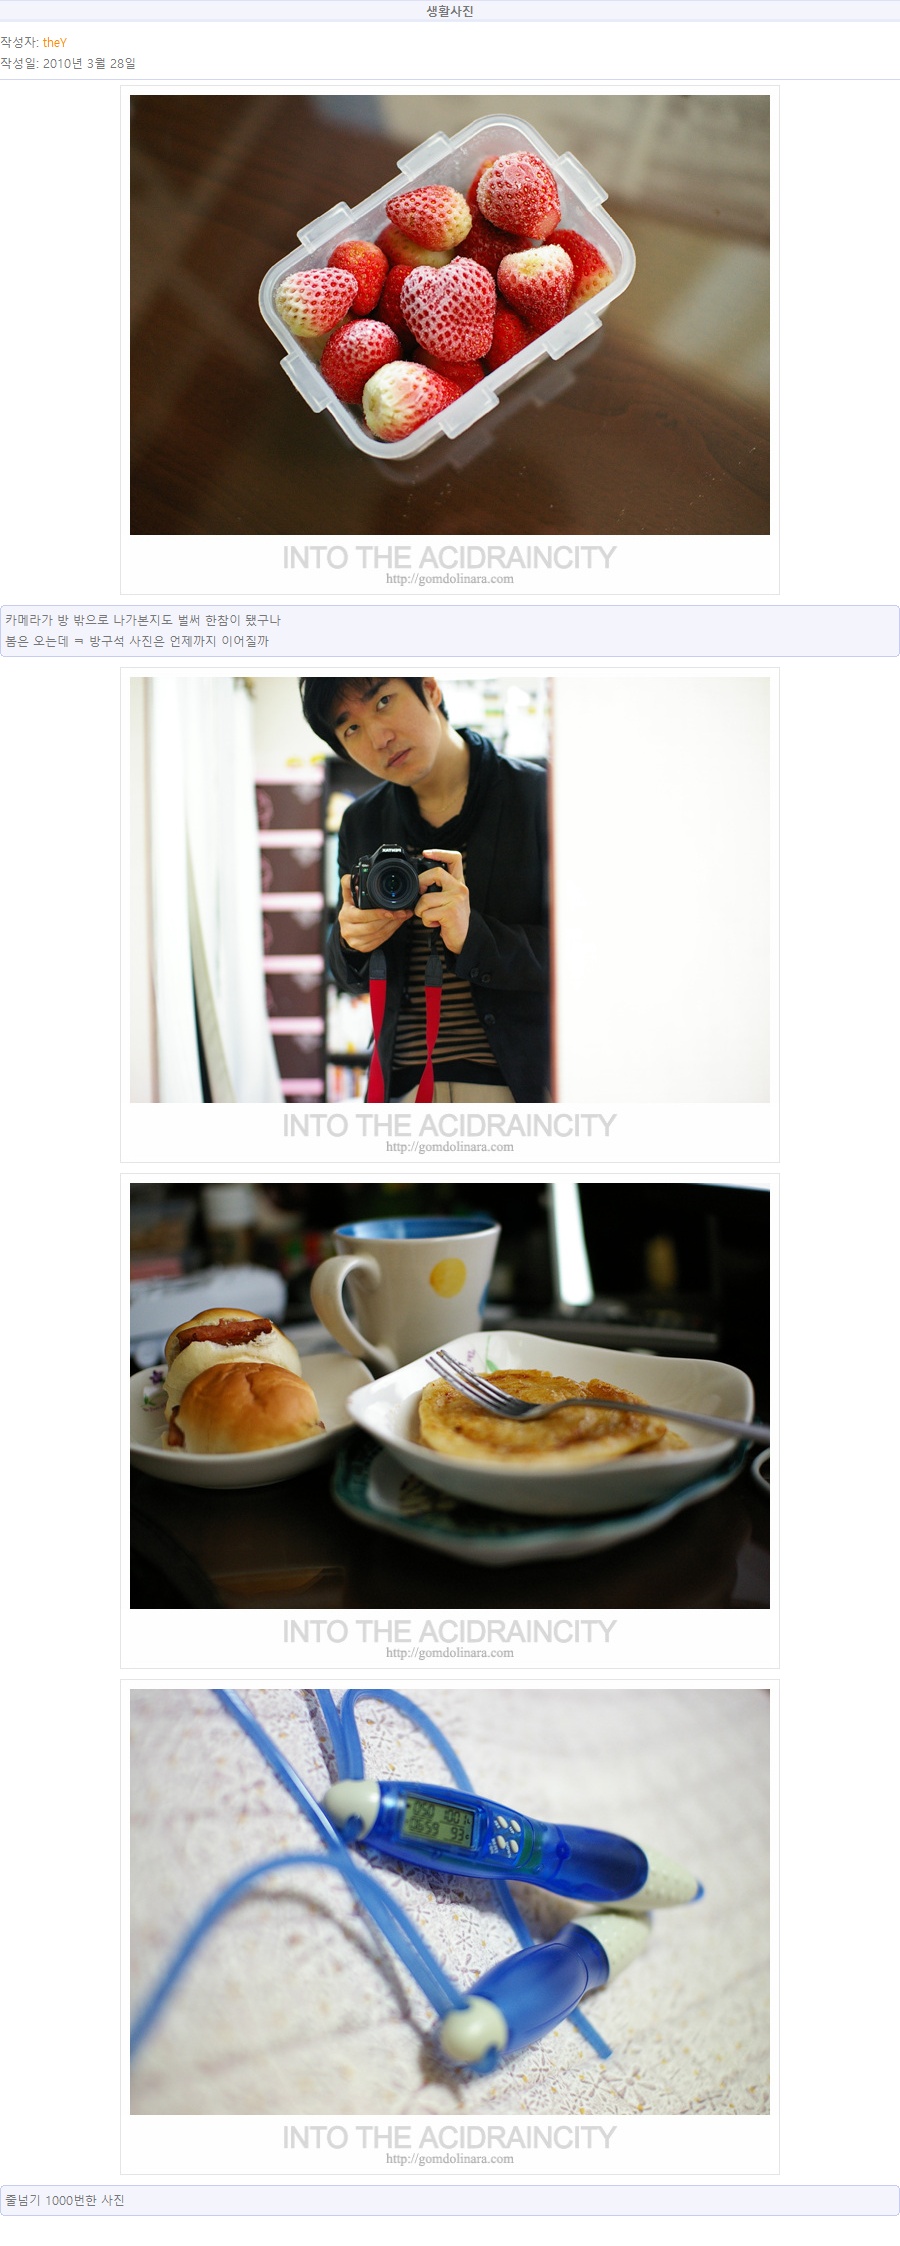 생활사진
작성자: theY
작성일: 2010년 3월 28일
INTO THE ACIDRAINCITY
http://gomdolinara.com
카메라가 방 밖으로 나가본지도 벌써 한참이 됐구나
봄은 오는데 ㅋ 방구석 사진은 언제까지 이어질까
INTO THE ACIDRAINCITY
http://gomdolinara.com
INTO THE ACIDRAINCITY
http://gomdolinara.com
INTO THE ACIDRAINCITY
http://gomdolinara.com
줄넘기 1000번한 사진